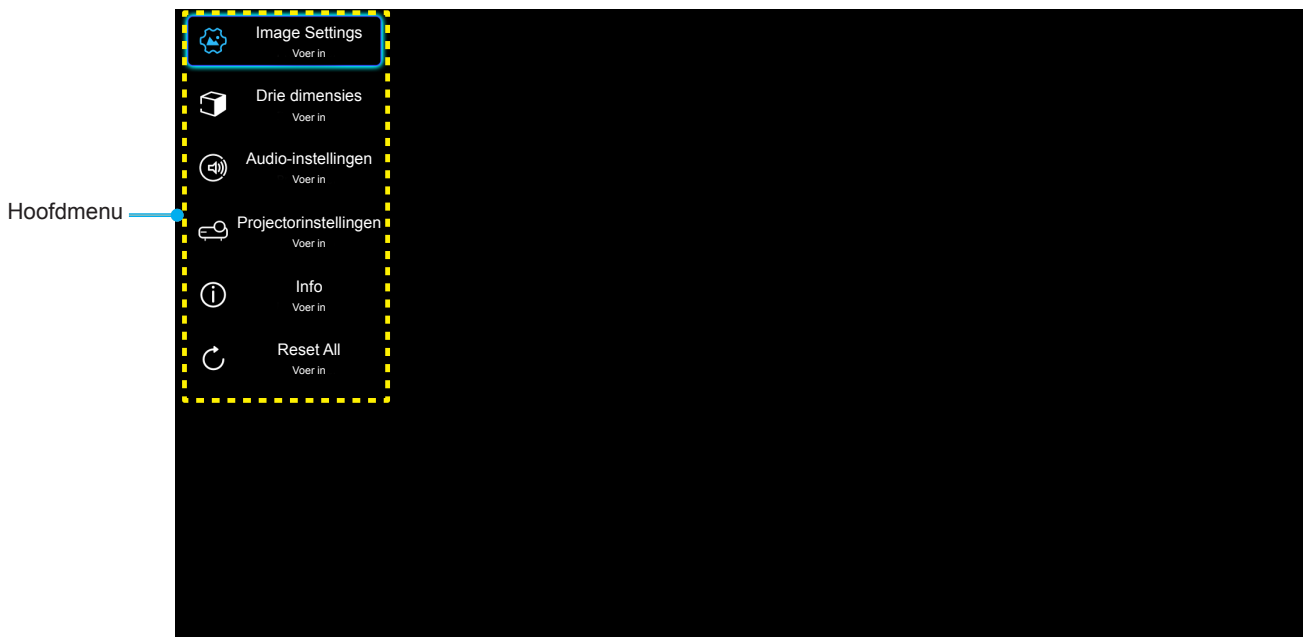 Image Settings
Voer in
Drie dimensies
Voer in
Audio-instellingen
Voer in
Hoofdmenu
Projectorinstellingen
Voer in
Info
Voer in
Reset All
Voer in